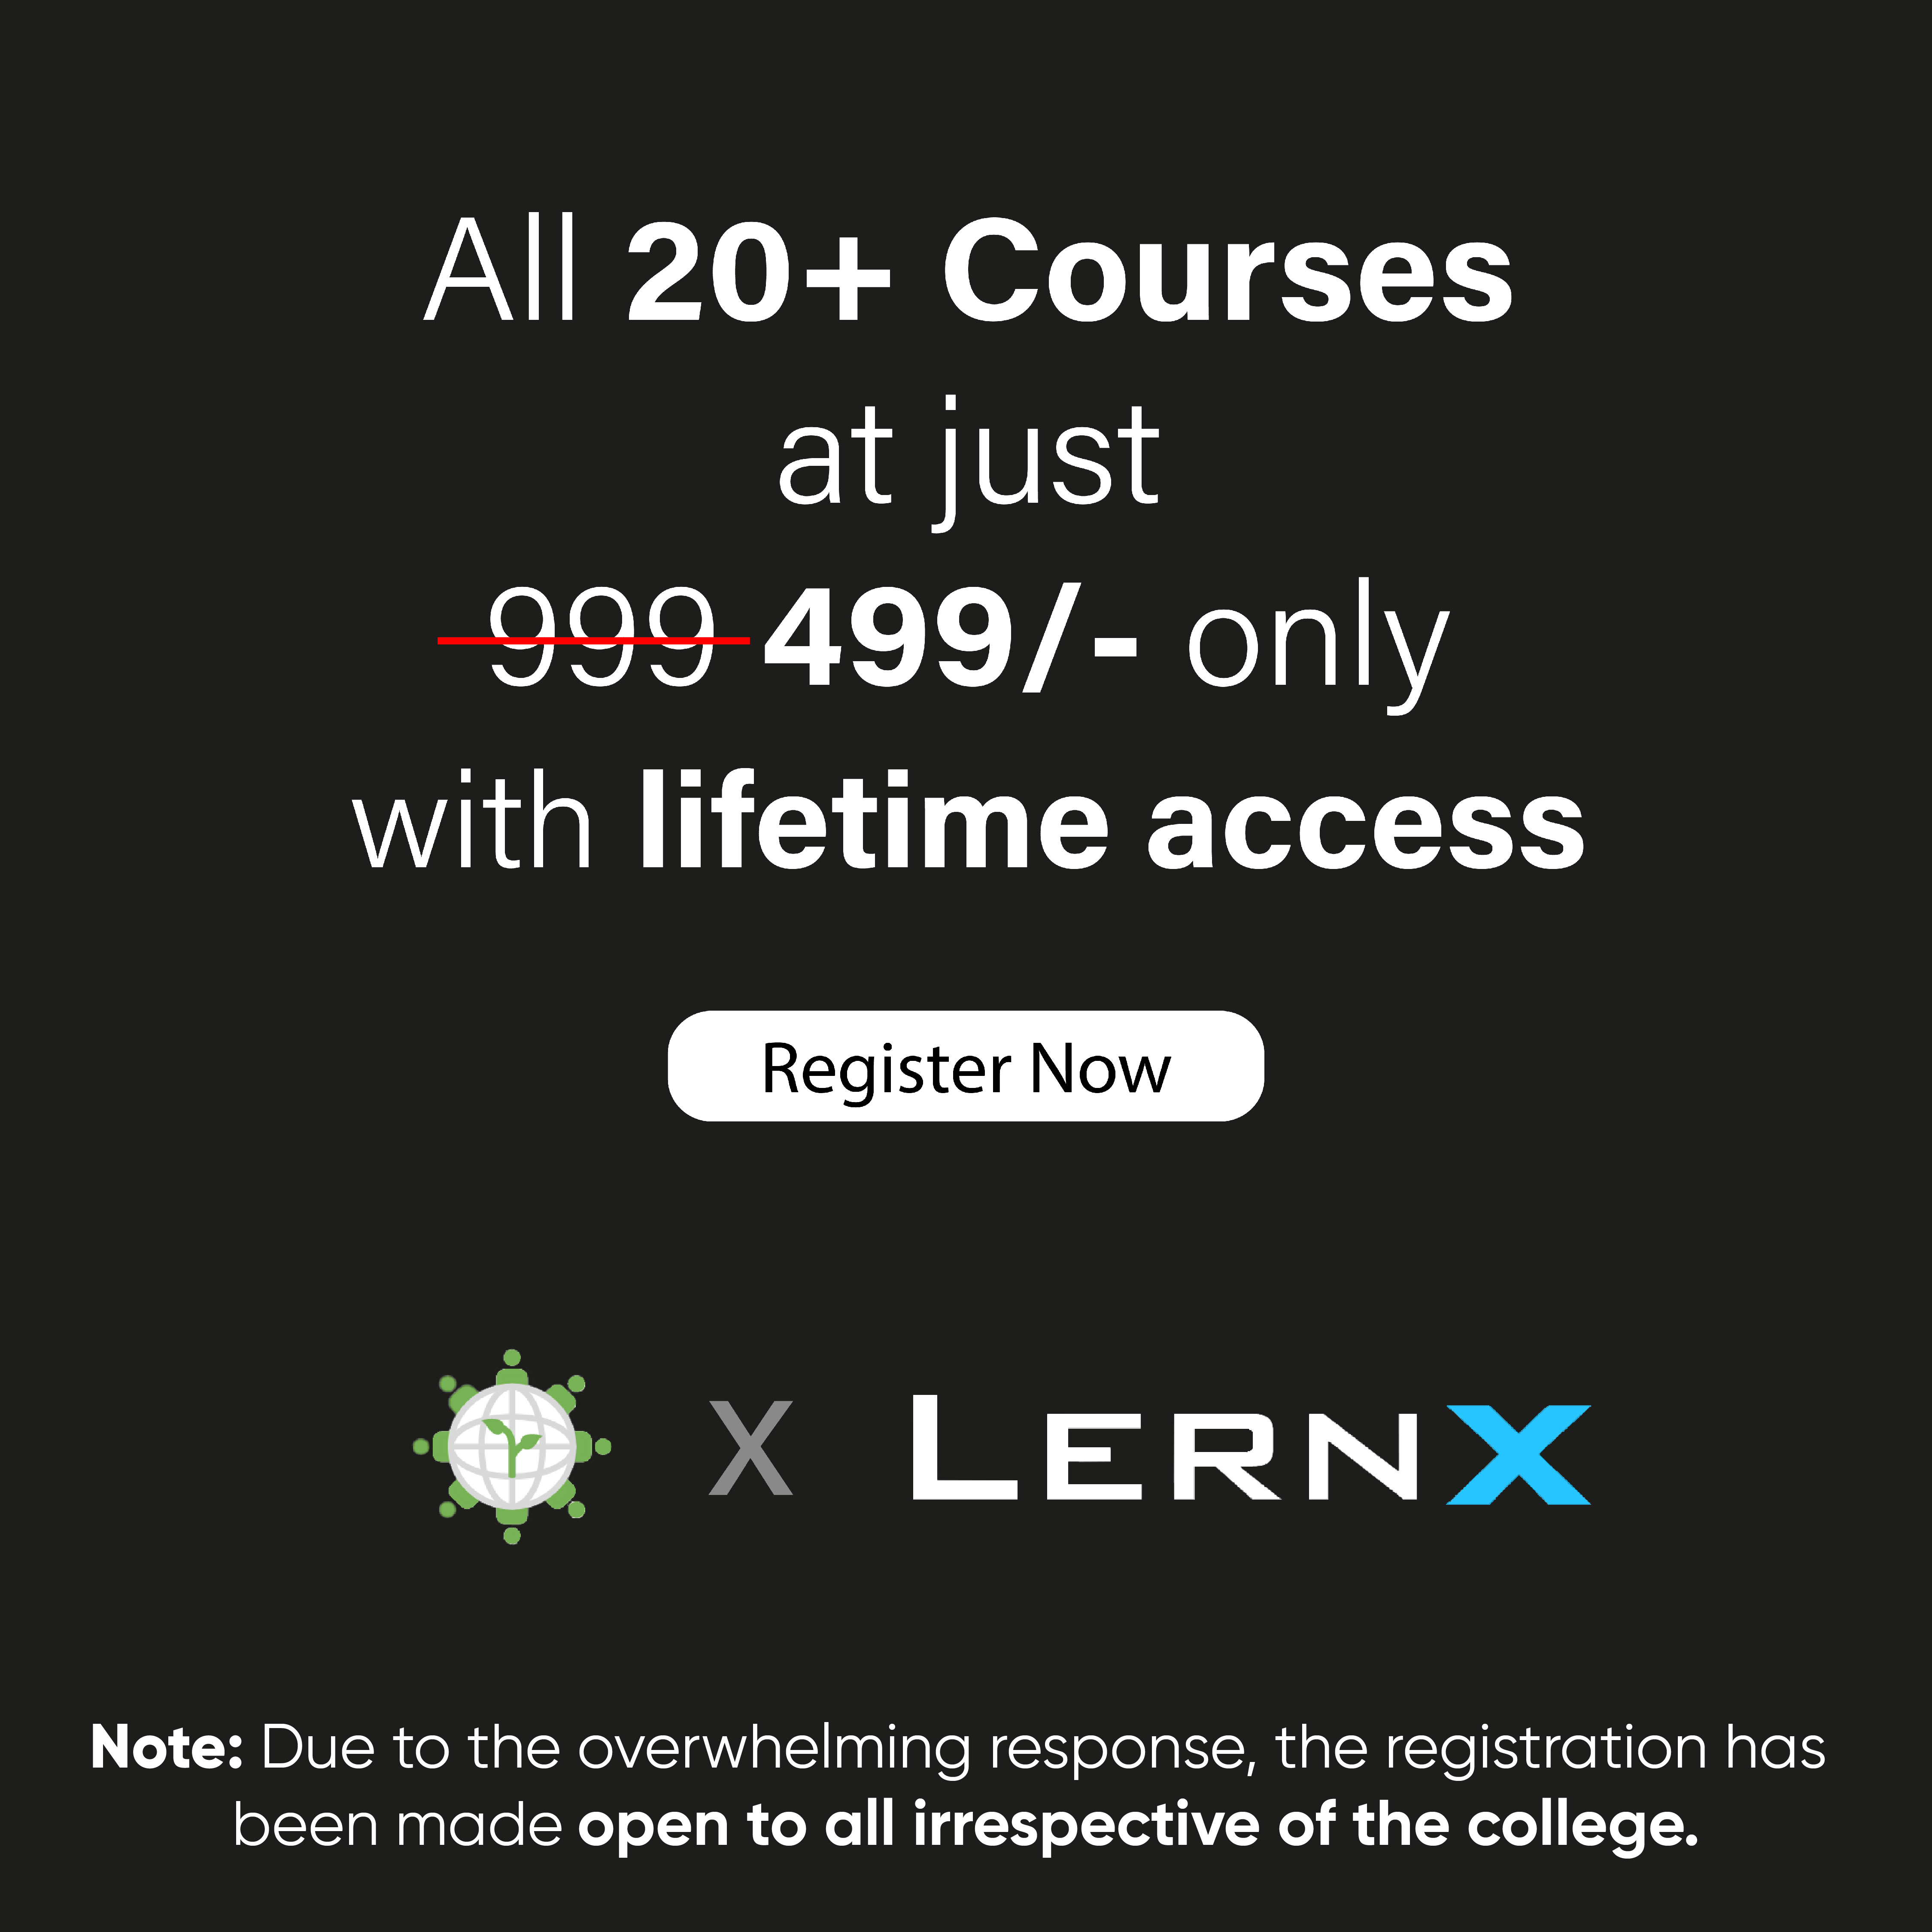 All 20+ Courses
at just
999 499/- only
with lifetime access
Register Now
X LERNX
Note: Due to the overwhelming response, the registration has
been made open to all irrespective of the college.